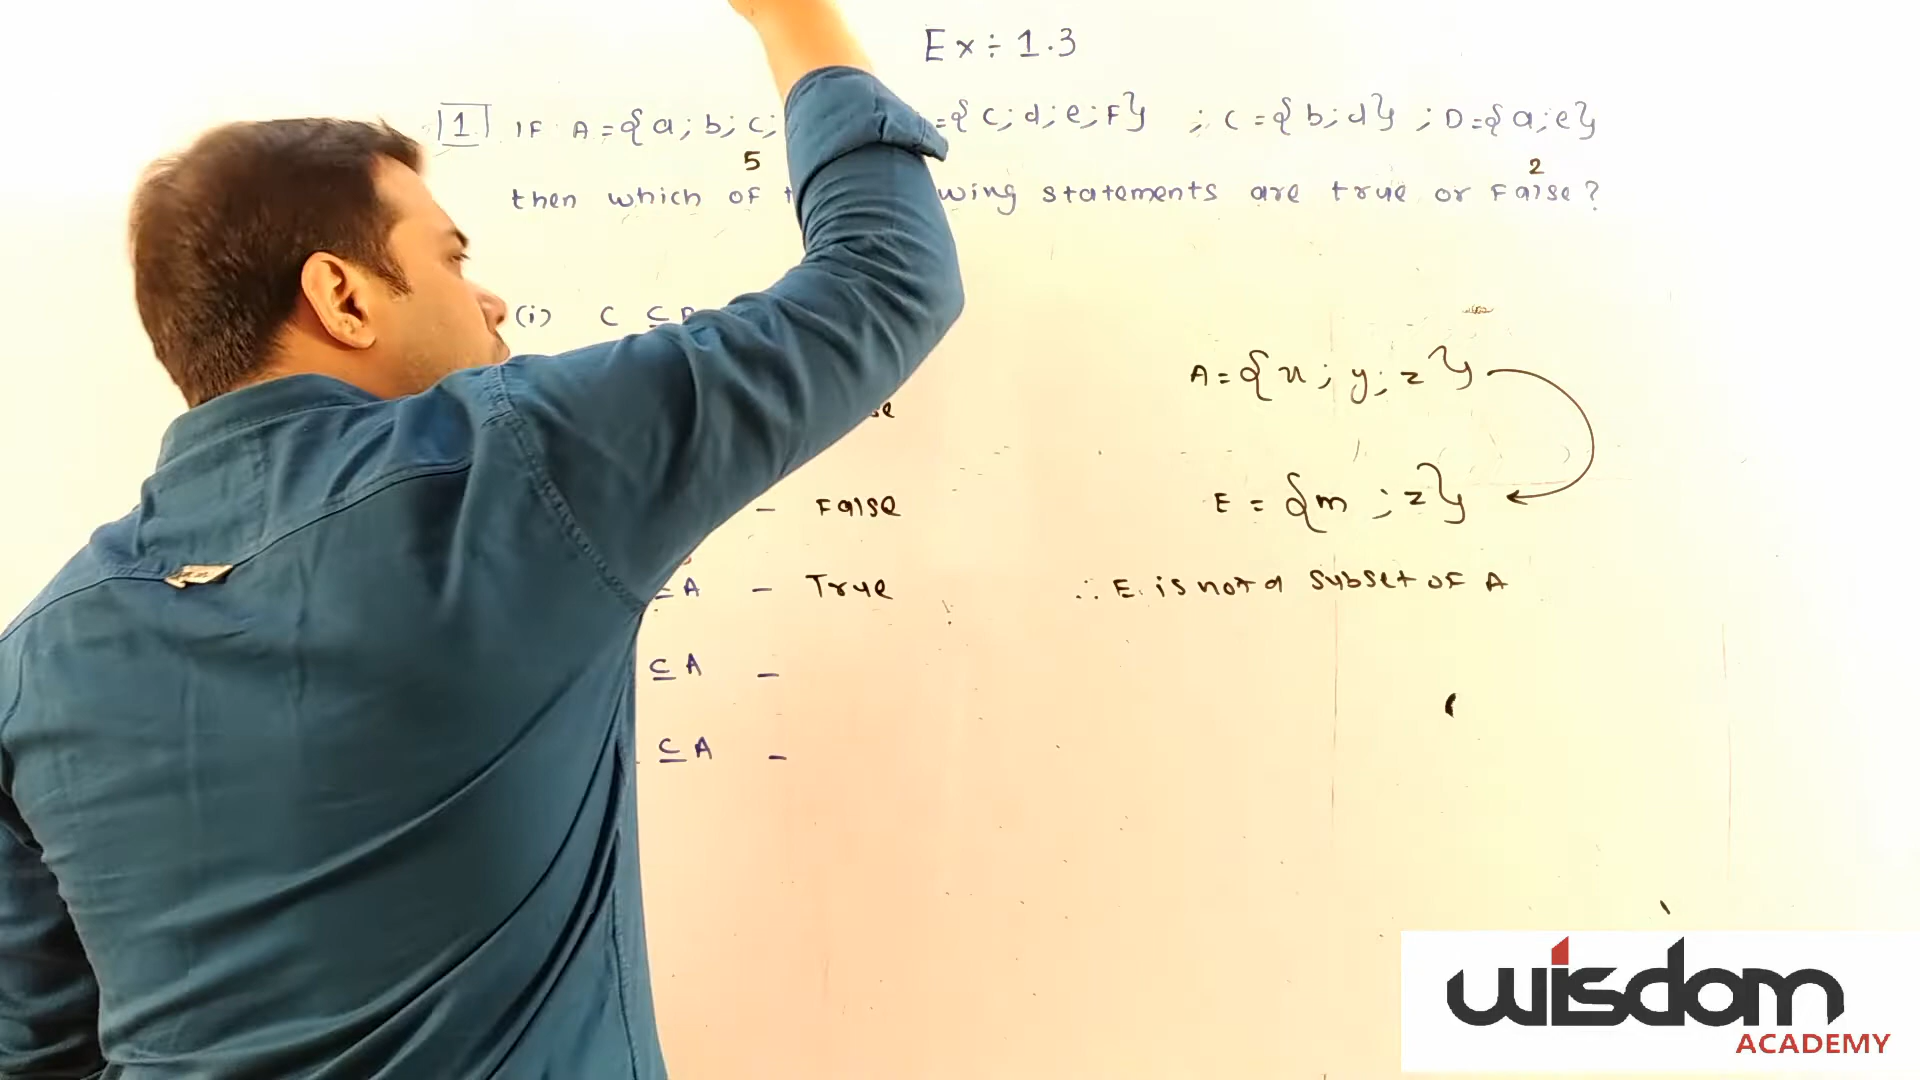 Ex÷ 1.3
1 IF A={a; b; c; ={c; d; e; F} ; C={b; d} ; D={a; e}
5 2
then which of wing statements are true or False?
(i) C ⊆
A={x; y; z}
- False
E = {m ; z}
⊆A - True
∴ E is not a subset of A
⊆ A -
⊆ A -
wisdom
ACADEMY